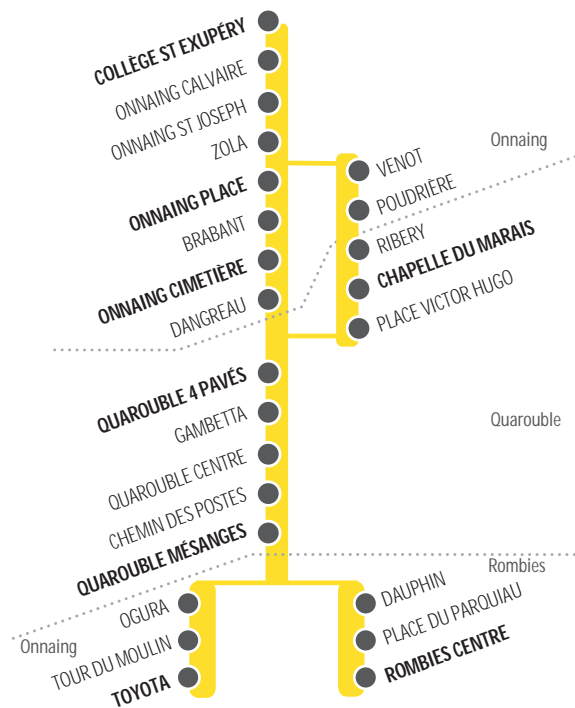 COLLÈGE ST EXUPÉRY
ONNAING CALVAIRE
ONNAING ST JOSEPH
ZOLA
ONNAING PLACE
BRABANT
ONNAING CIMETIÈRE
DANGREAU
Onnaing
VENOT
POUDRIÈRE
RIBERY
CHAPELLE DU MARAIS
PLACE VICTOR HUGO
QUAROUBLE 4 PAVÉS
GAMBETTA
QUAROUBLE CENTRE
CHEMIN DES POSTES
QUAROUBLE MÉSANGES
Quarouble
Rombies
OGURA
TOUR DU MOULIN
TOYOTA
Onnaing
DAUPHIN
PLACE DU PARQUIAU
ROMBIES CENTRE